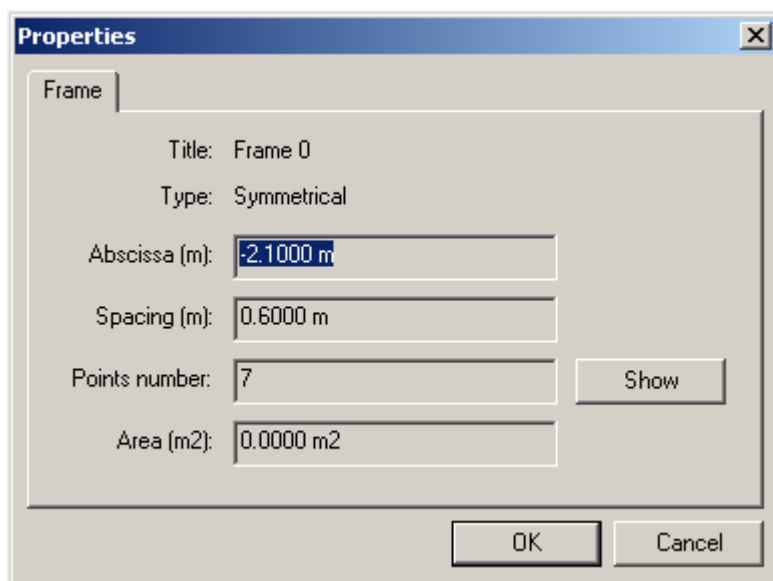 Properties
Frame
Title: Frame 0
Type: Symmetrical
Abscissa (m): -2.1000 m
Spacing (m): 0.6000 m
Points number: 7 Show
Area (m2): 0.0000 m2
OK Cancel